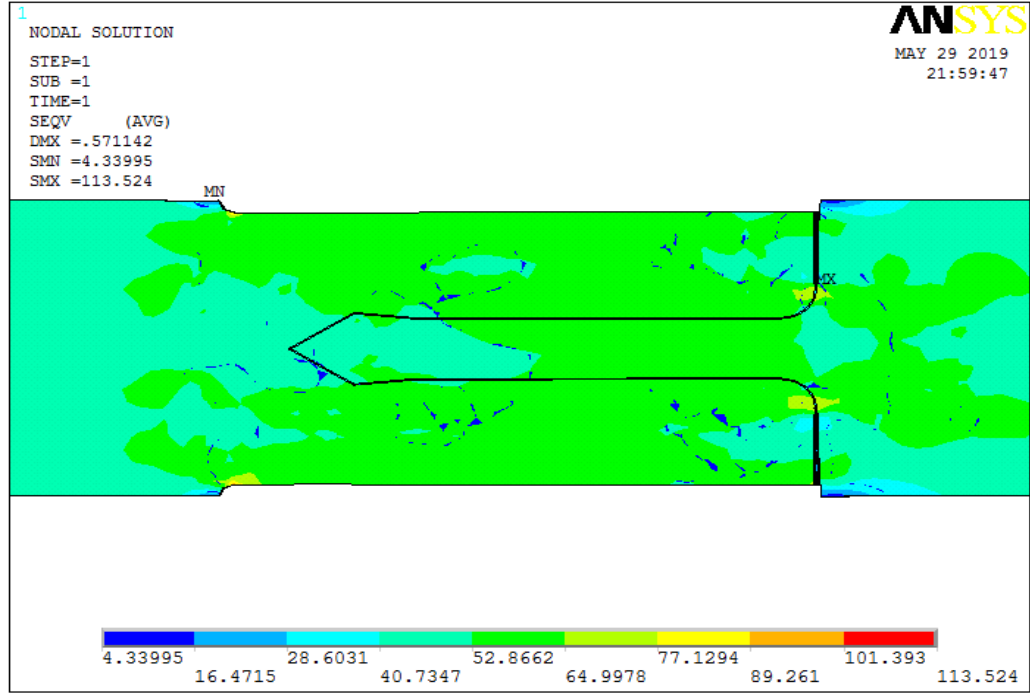 1
NODAL SOLUTION
STEP=1
SUB =1
TIME=1
SEQV (AVG)
DMX =.571142
SMN =4.33995
SMX =113.524
ANSYS
MAY 29 2019
21:59:47
MN
MX
4.33995 28.6031 52.8662 77.1294 101.393
16.4715 40.7347 64.9978 89.261 113.524